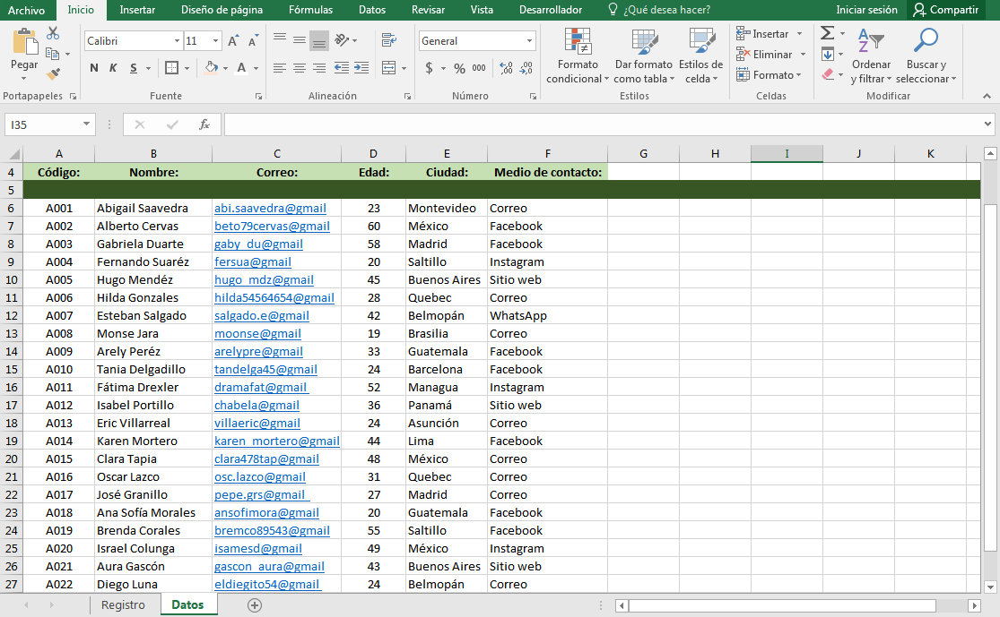 Archivo Inicio Insertar Diseño de página Fórmulas Datos Revisar Vista Desarrollador ¿Qué desea hacer? Iniciar sesión Compartir
Calibri 11 General Insertar
Eliminar
Pegar N K S A $ % 000 Formato condicional Dar formato como tabla Estilos de celda Formato Ordenar y filtrar Buscar y seleccionar
Portapapeles Fuente Alineación Número Estilos Celdas Modificar
I35 fx
A B C D E F G H I J K
4 Código: Nombre: Correo: Edad: Ciudad: Medio de contacto:
5
6 A001 Abigail Saavedra abi.saavedra@gmail 23 Montevideo Correo
7 A002 Alberto Cervas beto79cervas@gmail 60 México Facebook
8 A003 Gabriela Duarte gaby_du@gmail 58 Madrid Facebook
9 A004 Fernando Suaréz fersua@gmail 20 Saltillo Instagram
10 A005 Hugo Mendéz hugo_mdz@gmail 45 Buenos Aires Sitio web
11 A006 Hilda Gonzales hilda54564654@gmail 28 Quebec Correo
12 A007 Esteban Salgado salgado.e@gmail 42 Belmopán WhatsApp
13 A008 Monse Jara moonse@gmail 19 Brasilia Correo
14 A009 Arely Peréz arelypre@gmail 33 Guatemala Facebook
15 A010 Tania Delgadillo tandelga45@gmail 24 Barcelona Facebook
16 A011 Fátima Drexler dramafat@gmail 52 Managua Instagram
17 A012 Isabel Portillo chabela@gmail 36 Panamá Sitio web
18 A013 Eric Villarreal villaeric@gmail 24 Asunción Correo
19 A014 Karen Mortero karen_mortero@gmail 44 Lima Facebook
20 A015 Clara Tapia clara478tap@gmail 48 México Correo
21 A016 Oscar Lazco osc.lazco@gmail 31 Quebec Correo
22 A017 José Granillo pepe.grs@gmail 27 Madrid Correo
23 A018 Ana Sofía Morales ansofimora@gmail 20 Guatemala Facebook
24 A019 Brenda Corales bremco89543@gmail 55 Saltillo Facebook
25 A020 Israel Colunga isamesd@gmail 49 México Instagram
26 A021 Aura Gascón gascon_aura@gmail 43 Buenos Aires Sitio web
27 A022 Diego Luna eldiegito54@gmail 24 Belmopán Correo
Registro Datos